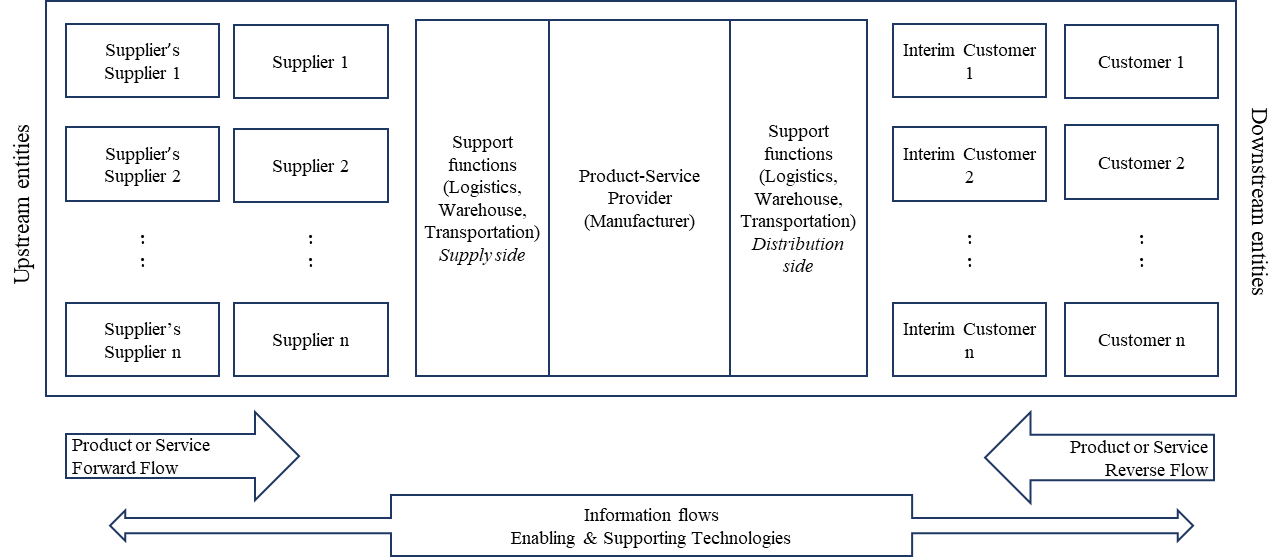 Upstream entities
Supplier's
Supplier 1
Supplier 1
Supplier's
Supplier 2
Supplier 2
:
:
:
:
Supplier's
Supplier n
Supplier n
Support
functions
(Logistics,
Warehouse,
Transportation)
Supply side
Product-Service
Provider
(Manufacturer)
Support
functions
(Logistics,
Warehouse,
Transportation)
Distribution
side
Interim Customer
1
Customer 1
Interim Customer
2
Customer 2
:
:
:
:
Interim Customer
n
Customer n
Downstream entities
Product or Service
Forward Flow
Product or Service
Reverse Flow
Information flows
Enabling & Supporting Technologies